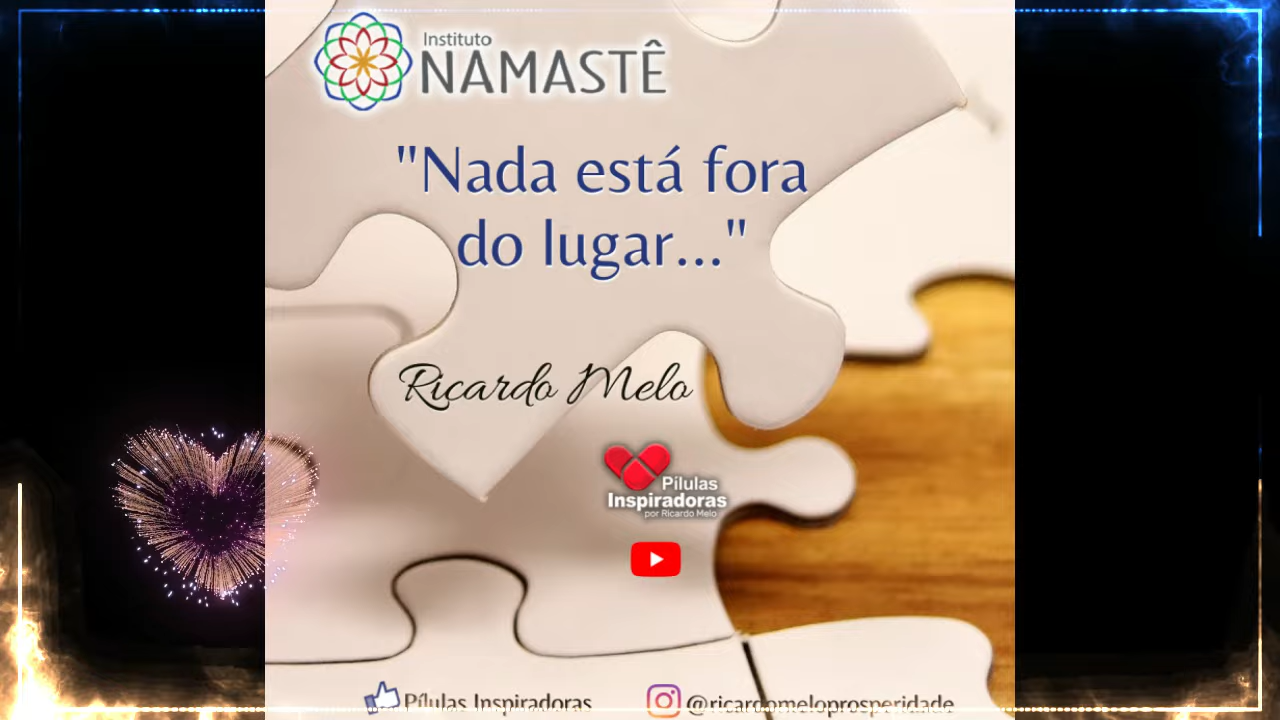 Instituto
NAMASTÊ
"Nada está fora
do lugar..."
Ricardo Melo
Pílulas
Inspiradoras
por Ricardo Melo
Pílulas Inspiradoras
@ricardomeloprosperidade